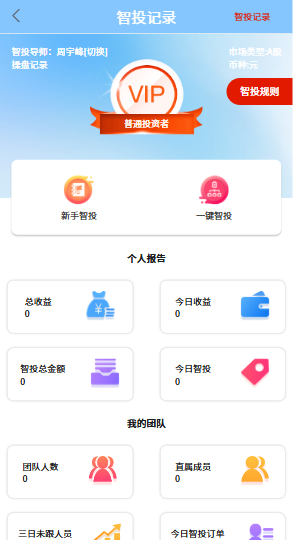 智投记录
智投记录
智投导师：周宇峰[切换]
操盘记录
市场类型:A股
币种:元
智投规则
VIP
普通投资者
新手智投
一键智投
个人报告
总收益
0
今日收益
0
智投总金额
0
今日智投
0
我的团队
团队人数
0
直属成员
0
三日未跟人员
今日智投订单